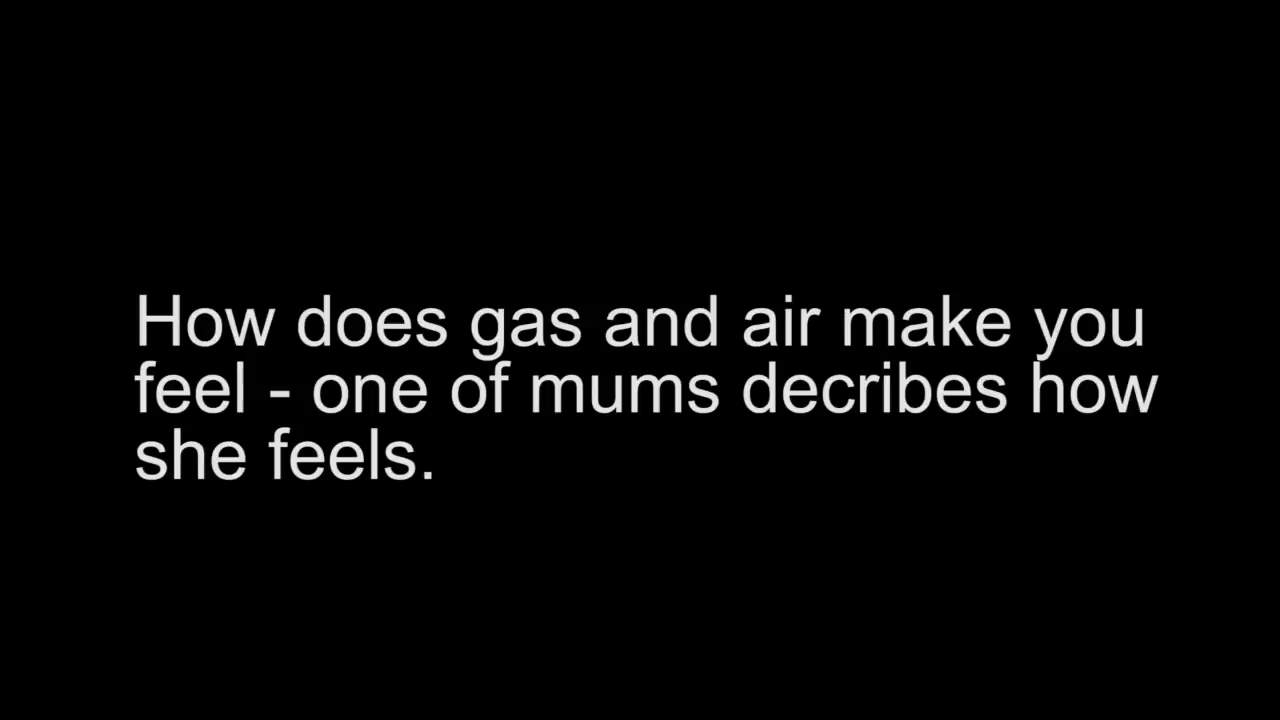 How does gas and air make you
feel - one of mums decribes how
she feels.